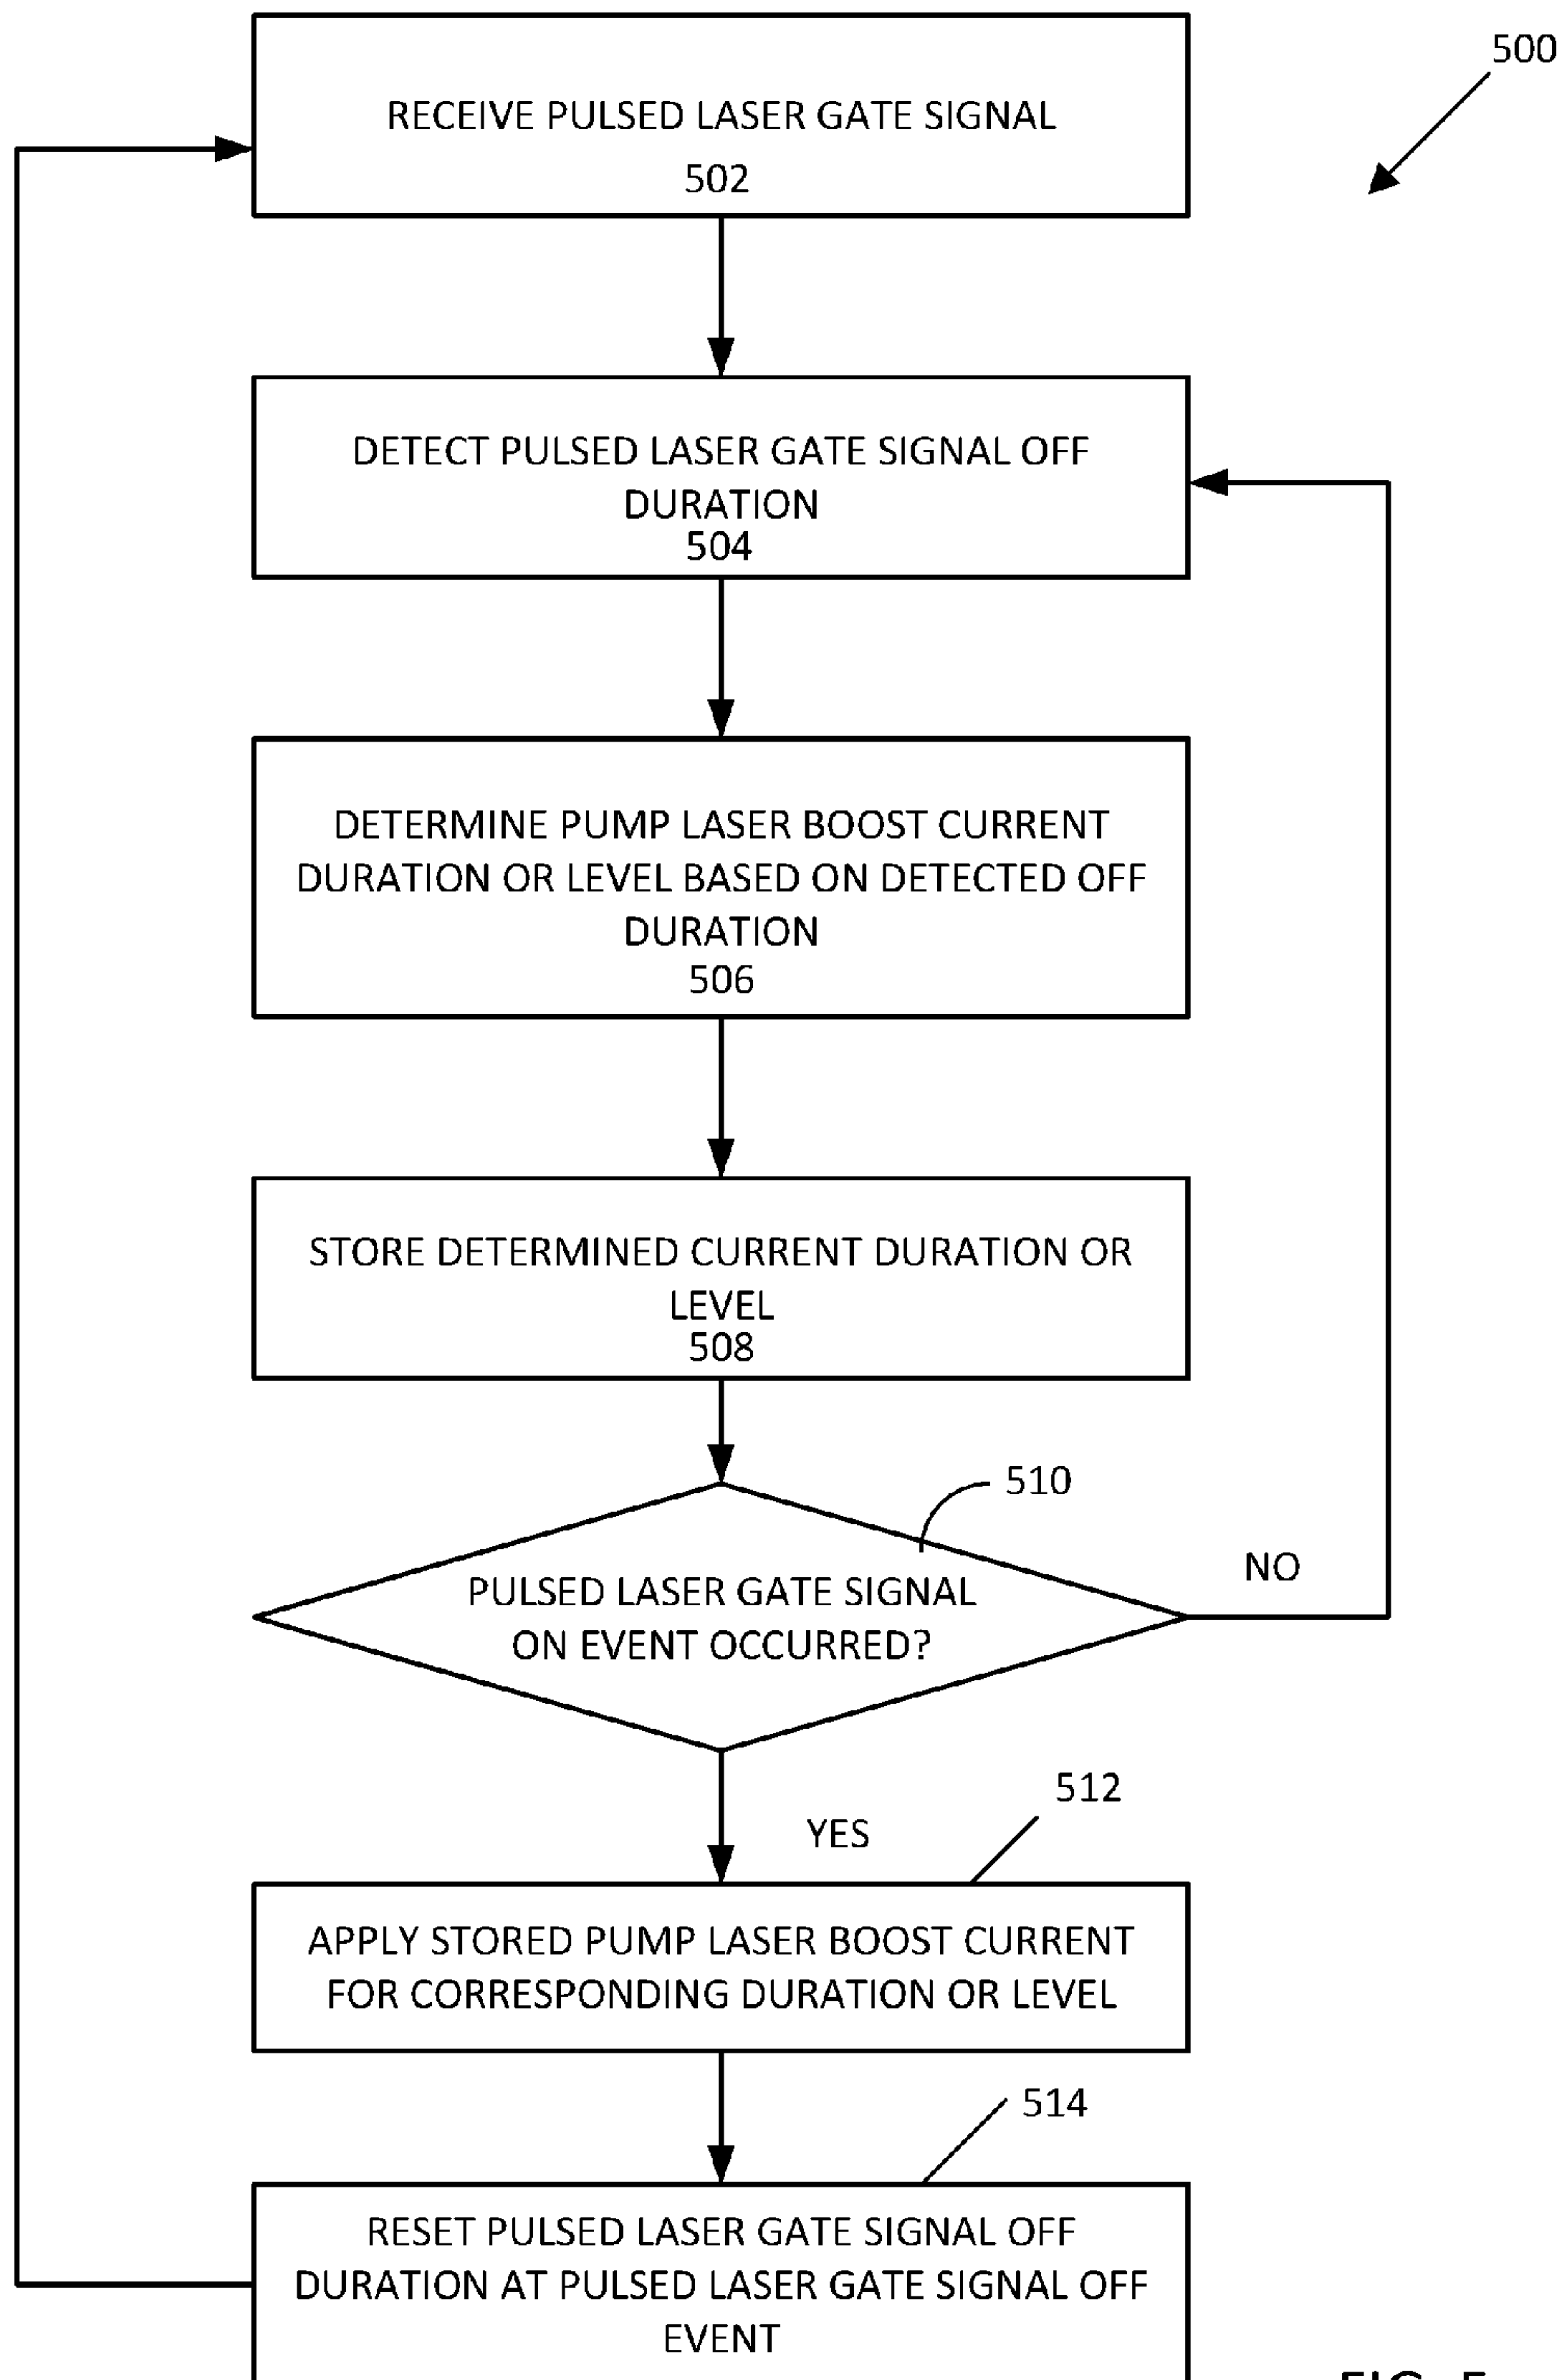 500
RECEIVE PULSED LASER GATE SIGNAL
502
DETECT PULSED LASER GATE SIGNAL OFF
DURATION
504
DETERMINE PUMP LASER BOOST CURRENT
DURATION OR LEVEL BASED ON DETECTED OFF
DURATION
506
STORE DETERMINED CURRENT DURATION OR
LEVEL
508
510
PULSED LASER GATE SIGNAL
ON EVENT OCCURRED?
NO
YES
512
APPLY STORED PUMP LASER BOOST CURRENT
FOR CORRESPONDING DURATION OR LEVEL
514
RESET PULSED LASER GATE SIGNAL OFF
DURATION AT PULSED LASER GATE SIGNAL OFF
EVENT